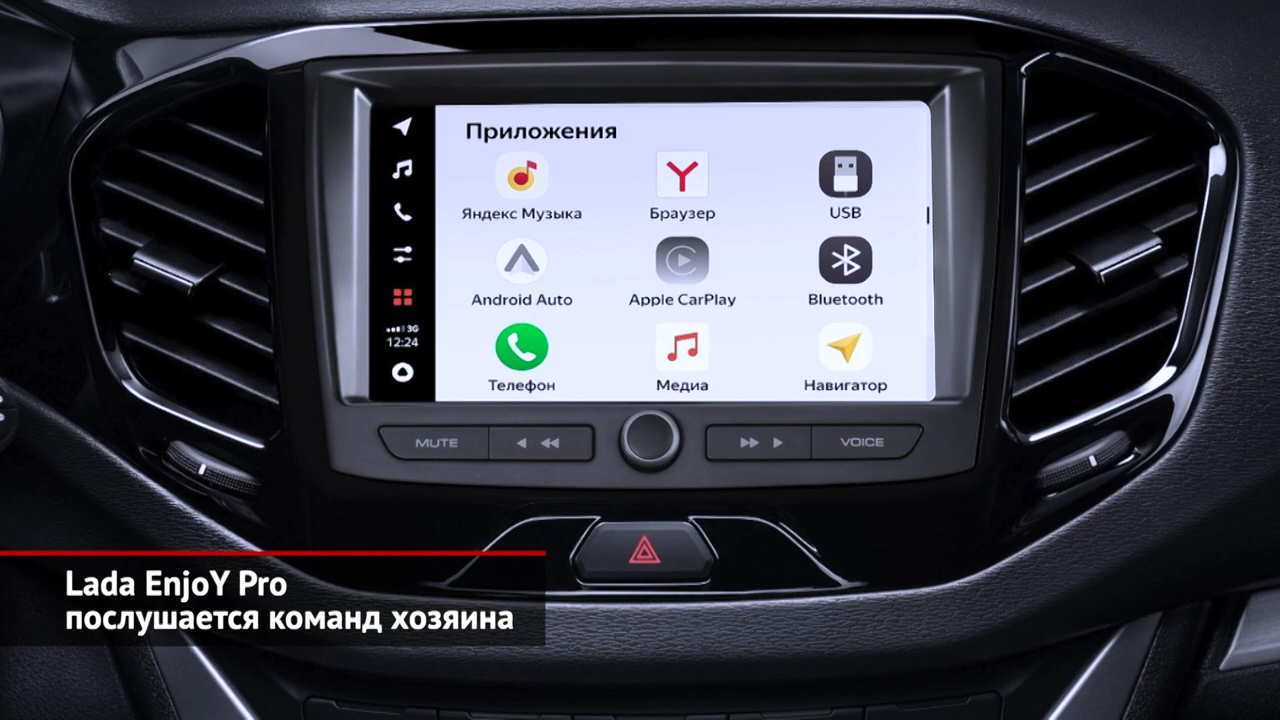 Приложения
Яндекс Музыка
Браузер
USB
Android Auto
Apple CarPlay
Bluetooth
3G
12:24
Телефон
Медиа
Навигатор
MUTE
VOICE
Lada EnjoY Pro
послушается команд хозяина